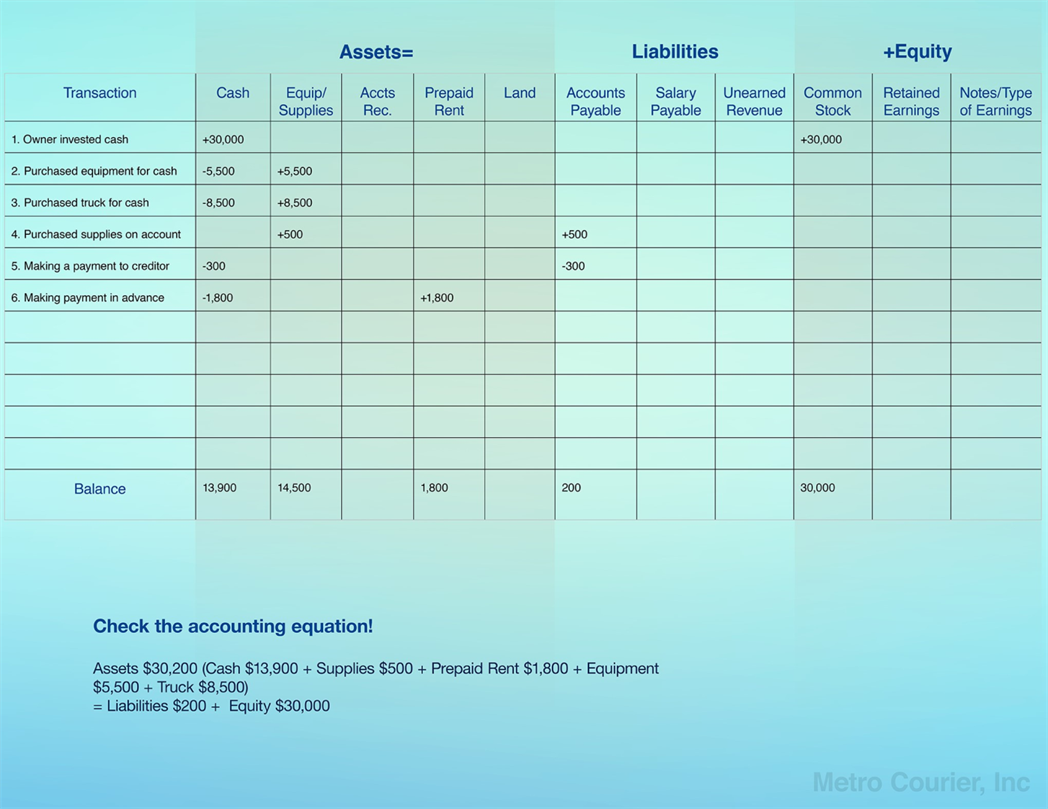 Assets= Liabilities +Equity
Transaction Cash Equip/ Supplies Accts Rec. Prepaid Rent Land Accounts Payable Salary Payable Unearned Revenue Common Stock Retained Earnings Notes/Type of Earnings
1. Owner invested cash +30,000 +30,000
2. Purchased equipment for cash -5,500 +5,500
3. Purchased truck for cash -8,500 +8,500
4. Purchased supplies on account +500 +500
5. Making a payment to creditor -300 -300
6. Making payment in advance -1,800 +1,800
Balance 13,900 14,500 1,800 200 30,000
Check the accounting equation!
Assets $30,200 (Cash $13,900 + Supplies $500 + Prepaid Rent $1,800 + Equipment
$5,500 + Truck $8,500)
= Liabilities $200 + Equity $30,000
Metro Courier, Inc